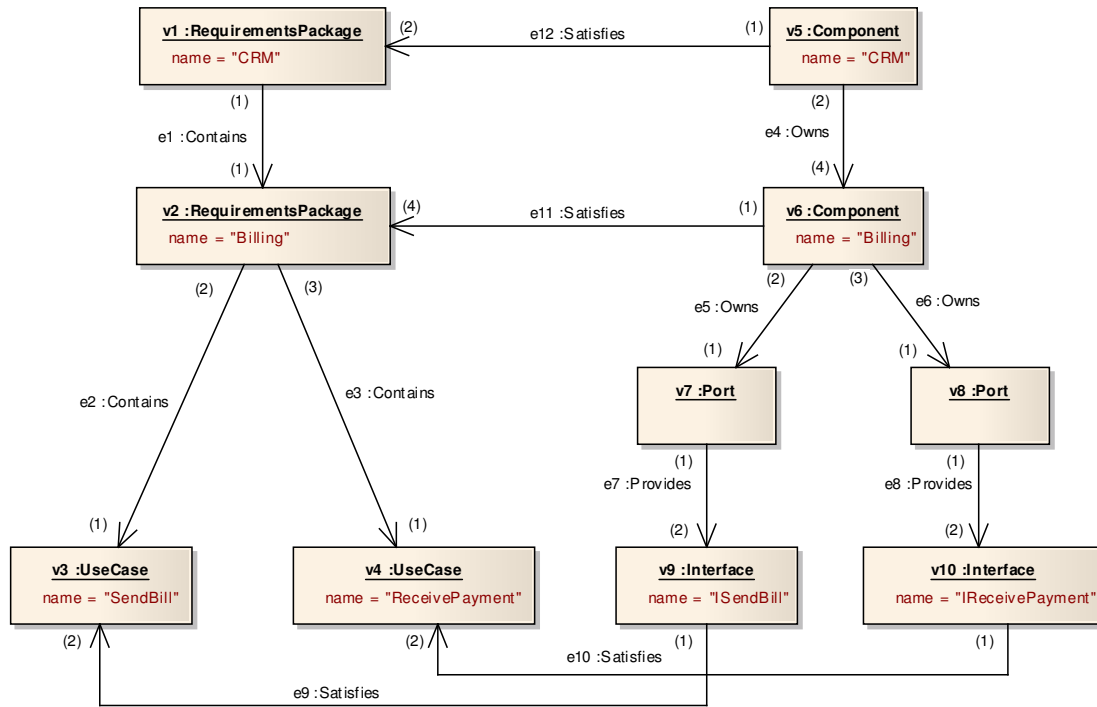 v1 :RequirementsPackage
name = "CRM"
(2)
e12 :Satisfies
(1)
v5 :Component
name = "CRM"
(1)
(2)
e1 :Contains
e4 :Owns
(1)
(4)
v2 :RequirementsPackage
name = "Billing"
(4)
e11 :Satisfies
(1)
v6 :Component
name = "Billing"
(2)
(3)
(2)
(3)
e5 :Owns
e6 :Owns
(1)
(1)
e2 :Contains
e3 :Contains
v7 :Port
v8 :Port
(1)
(1)
e7 :Provides
e8 :Provides
(1)
(1)
(2)
(2)
v3 :UseCase
name = "SendBill"
v4 :UseCase
name = "ReceivePayment"
v9 :Interface
name = "ISendBill"
v10 :Interface
name = "IReceivePayment"
(2)
(2)
(1)
(1)
e10 :Satisfies
e9 :Satisfies